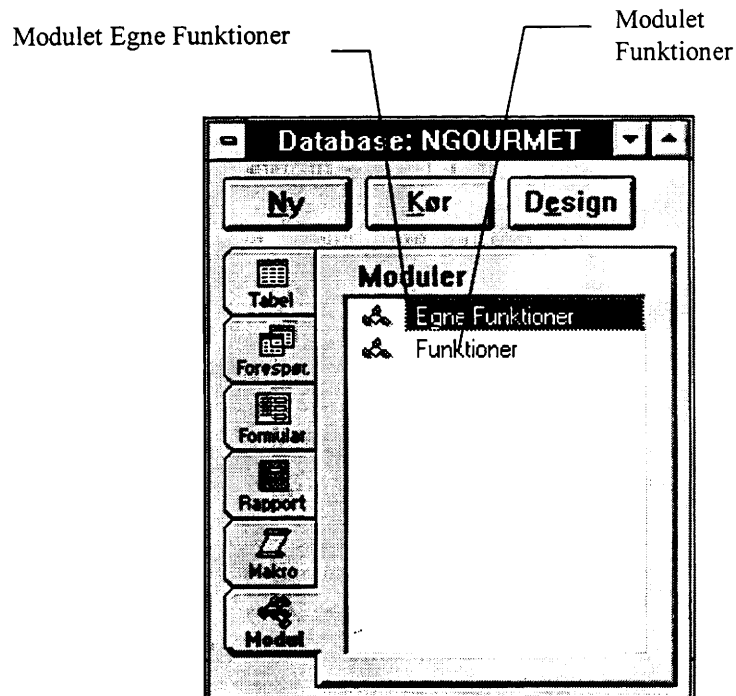 Modulet Egne Funktioner
Modulet
Funktioner
Database: NGOURMET
Ny Kør Design
Moduler
Egne Funktioner
Funktioner
Tabel
Forespør.
Formular
Rapport
Makro
Modul